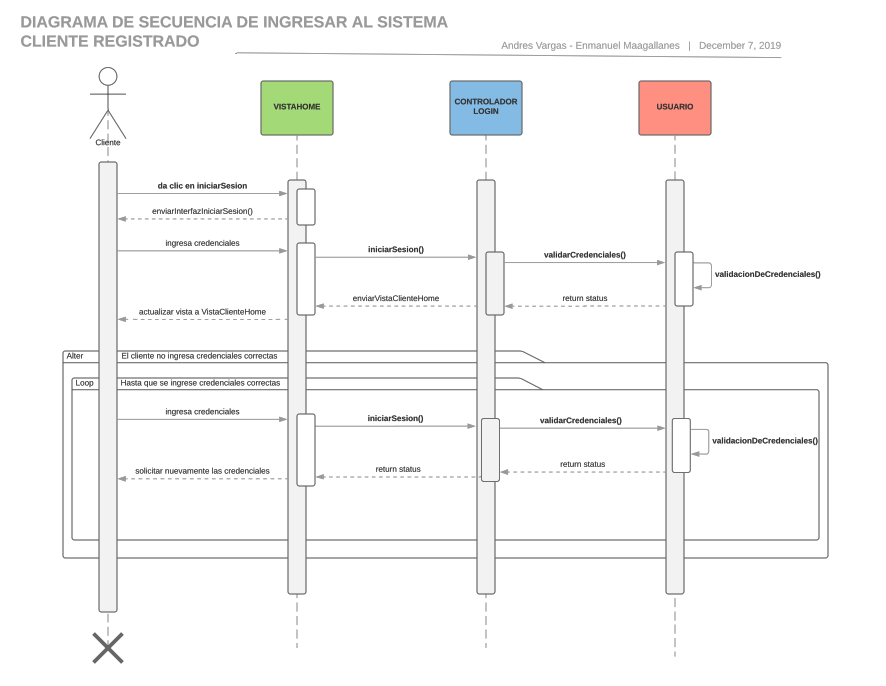 DIAGRAMA DE SECUENCIA DE INGRESAR AL SISTEMA
CLIENTE REGISTRADO
Andres Vargas - Enmanuel Maagallanes | December 7, 2019
Cliente
VISTAHOME
CONTROLADOR
LOGIN
USUARIO
da clic en iniciarSesion
enviarInterfazIniciarSesion()
ingresa credenciales
iniciarSesion()
validarCredenciales()
validacionDeCredenciales()
return status
enviarVistaClienteHome
actualizar vista a VistaClienteHome
Alter
El cliente no ingresa credenciales correctas
Loop
Hasta que se ingrese credenciales correctas
ingresa credenciales
iniciarSesion()
validarCredenciales()
validacionDeCredenciales()
return status
return status
solicitar nuevamente las credenciales